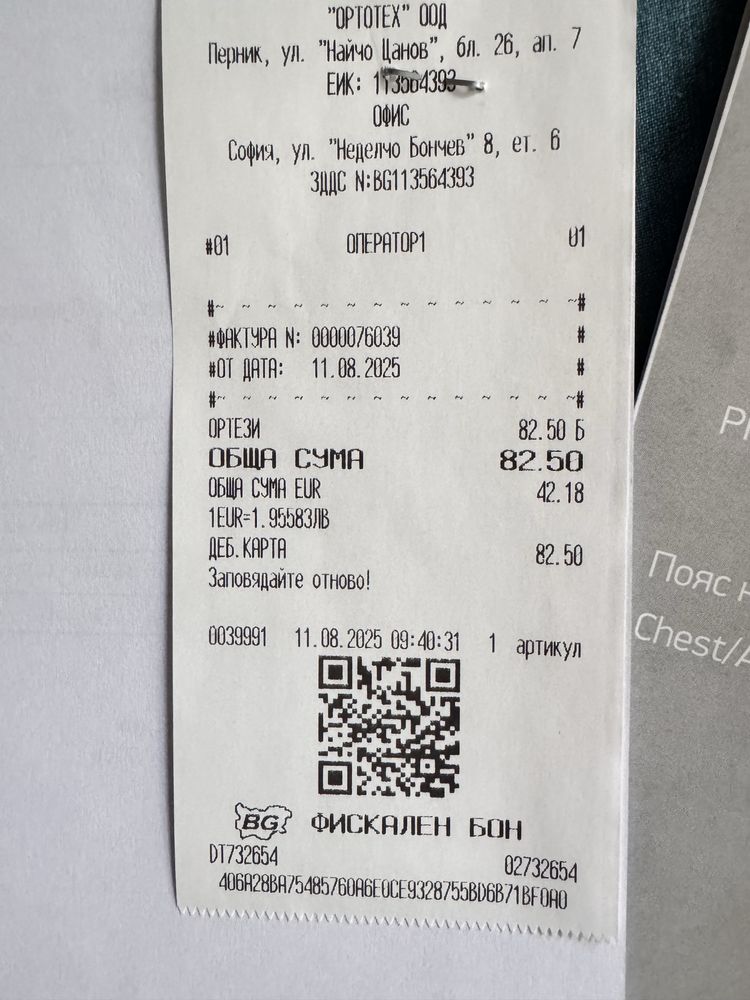 "ОРТОТЕХ" ООД
Перник, ул. "Найчо Цанов", бл. 26, ап. 7
ЕИК: 113564393
ОФИС
София, ул. "Неделчо Бончев" 8, ет. 6
ЗДДС N:BG113564393
#01 ОПЕРАТОР1 01
#~ ~ ~ ~ ~ ~ ~ ~ ~ ~ ~ ~ ~ ~ ~#
#ФАКТУРА N: 0000076039 #
#ОТ ДАТА: 11.08.2025 #
#~ ~ ~ ~ ~ ~ ~ ~ ~ ~ ~ ~ ~ ~ ~#
ОРТЕЗИ 82.50 Б
ОБЩА СУМА 82.50
ОБЩА СУМА EUR 42.18
1EUR=1.95583ЛВ
ДЕБ.КАРТА 82.50
Заповядайте отново!
0039991 11.08.2025 09:40:31 1 артикул
BG ФИСКАЛЕН БОН
DT732654 02732654
406A28BA75485760A6E0CE9328755BD6B71BF0A0
Пояс
Chest/